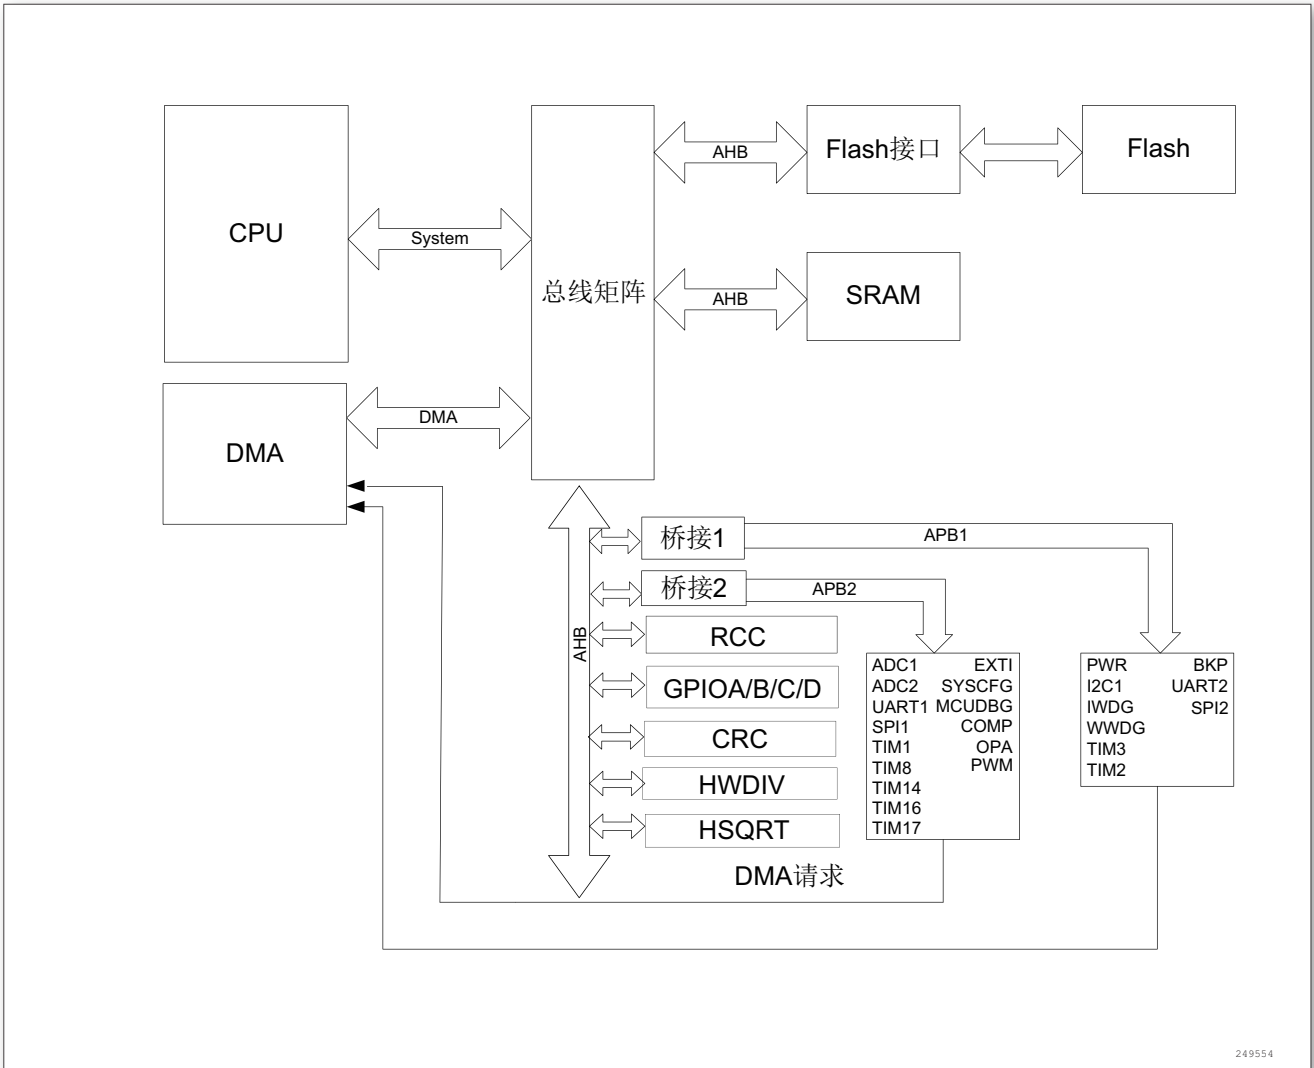 CPU
System
总线矩阵
AHB
Flash接口
Flash
AHB
SRAM
DMA
DMA
AHB
桥接1
APB1
桥接2
APB2
RCC
GPIOA/B/C/D
CRC
HWDIV
HSQRT
ADC1 EXTI
ADC2 SYSCFG
UART1 MCUDBG
SPI1 COMP
TIM1 OPA
TIM8 PWM
TIM14
TIM16
TIM17
PWR BKP
I2C1 UART2
IWDG SPI2
WWDG
TIM3
TIM2
DMA请求
249554